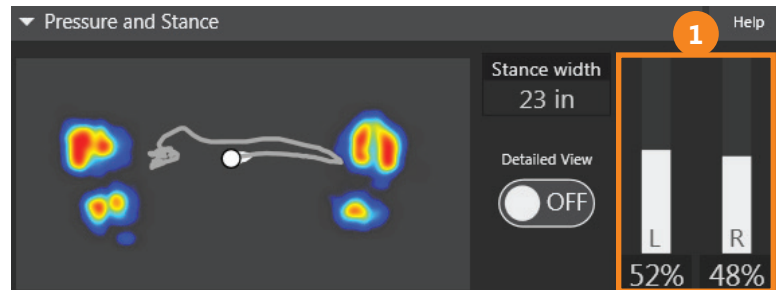 Pressure and Stance
1
Help
Stance width
23 in
Detailed View
OFF
L
R
52%
48%